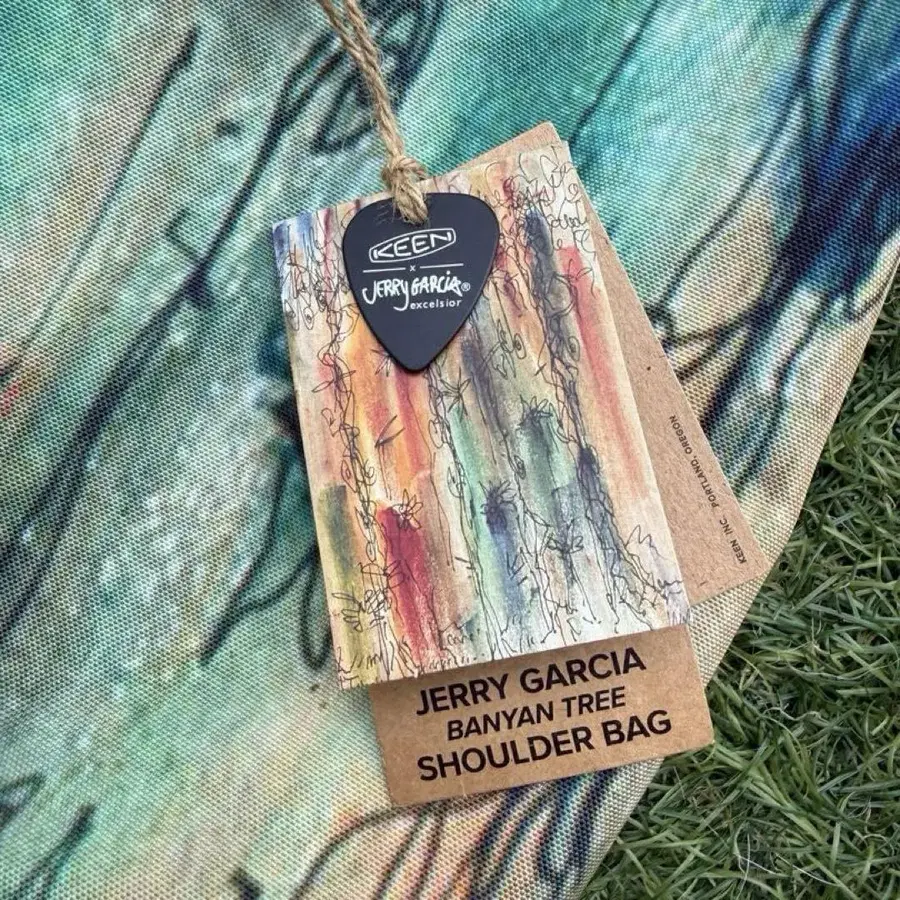 KEEN
x
JERRY GARCIA®
excelsior
KEEN INC. PORTLAND, OREGON
JERRY GARCIA
BANYAN TREE
SHOULDER BAG